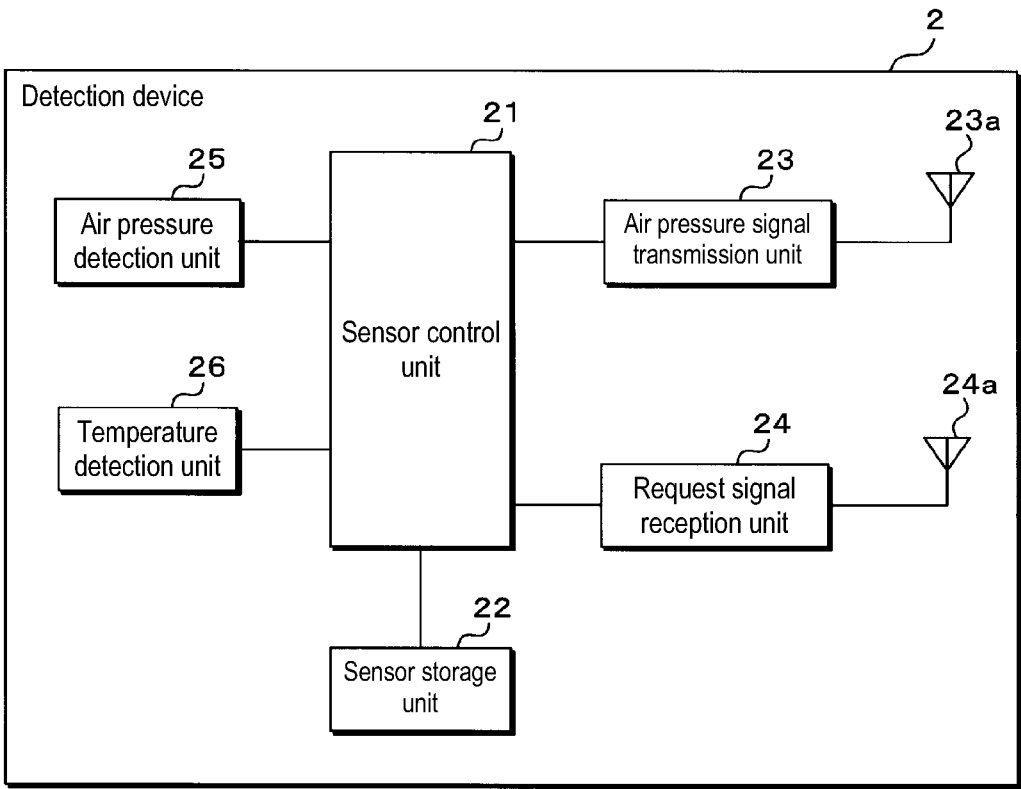 2
Detection device
21
23a
25
23
Air pressure
detection unit
Air pressure signal
transmission unit
Sensor control
unit
26
24a
24
Temperature
detection unit
Request signal
reception unit
22
Sensor storage
unit